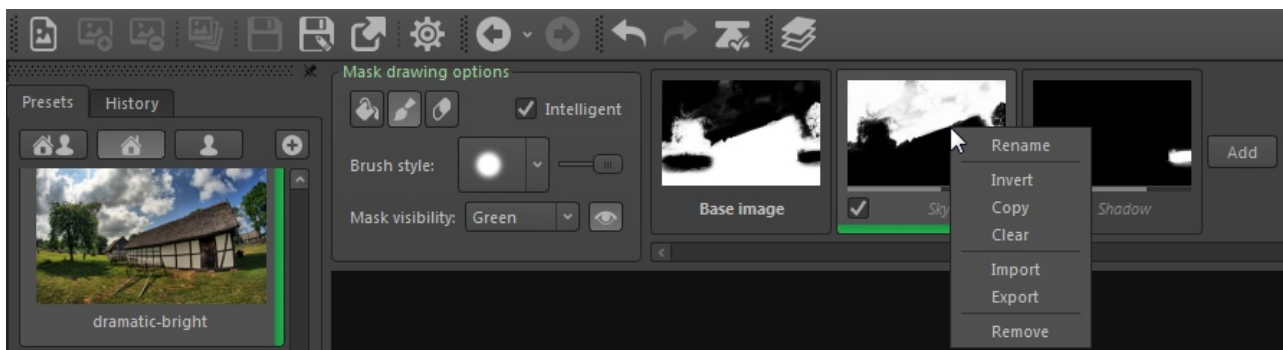 Presets
History
dramatic-bright
Mask drawing options
Intelligent
Brush style:
Mask visibility:
Green
Base image
Sky
Shadow
Add
Rename
Invert
Copy
Clear
Import
Export
Remove